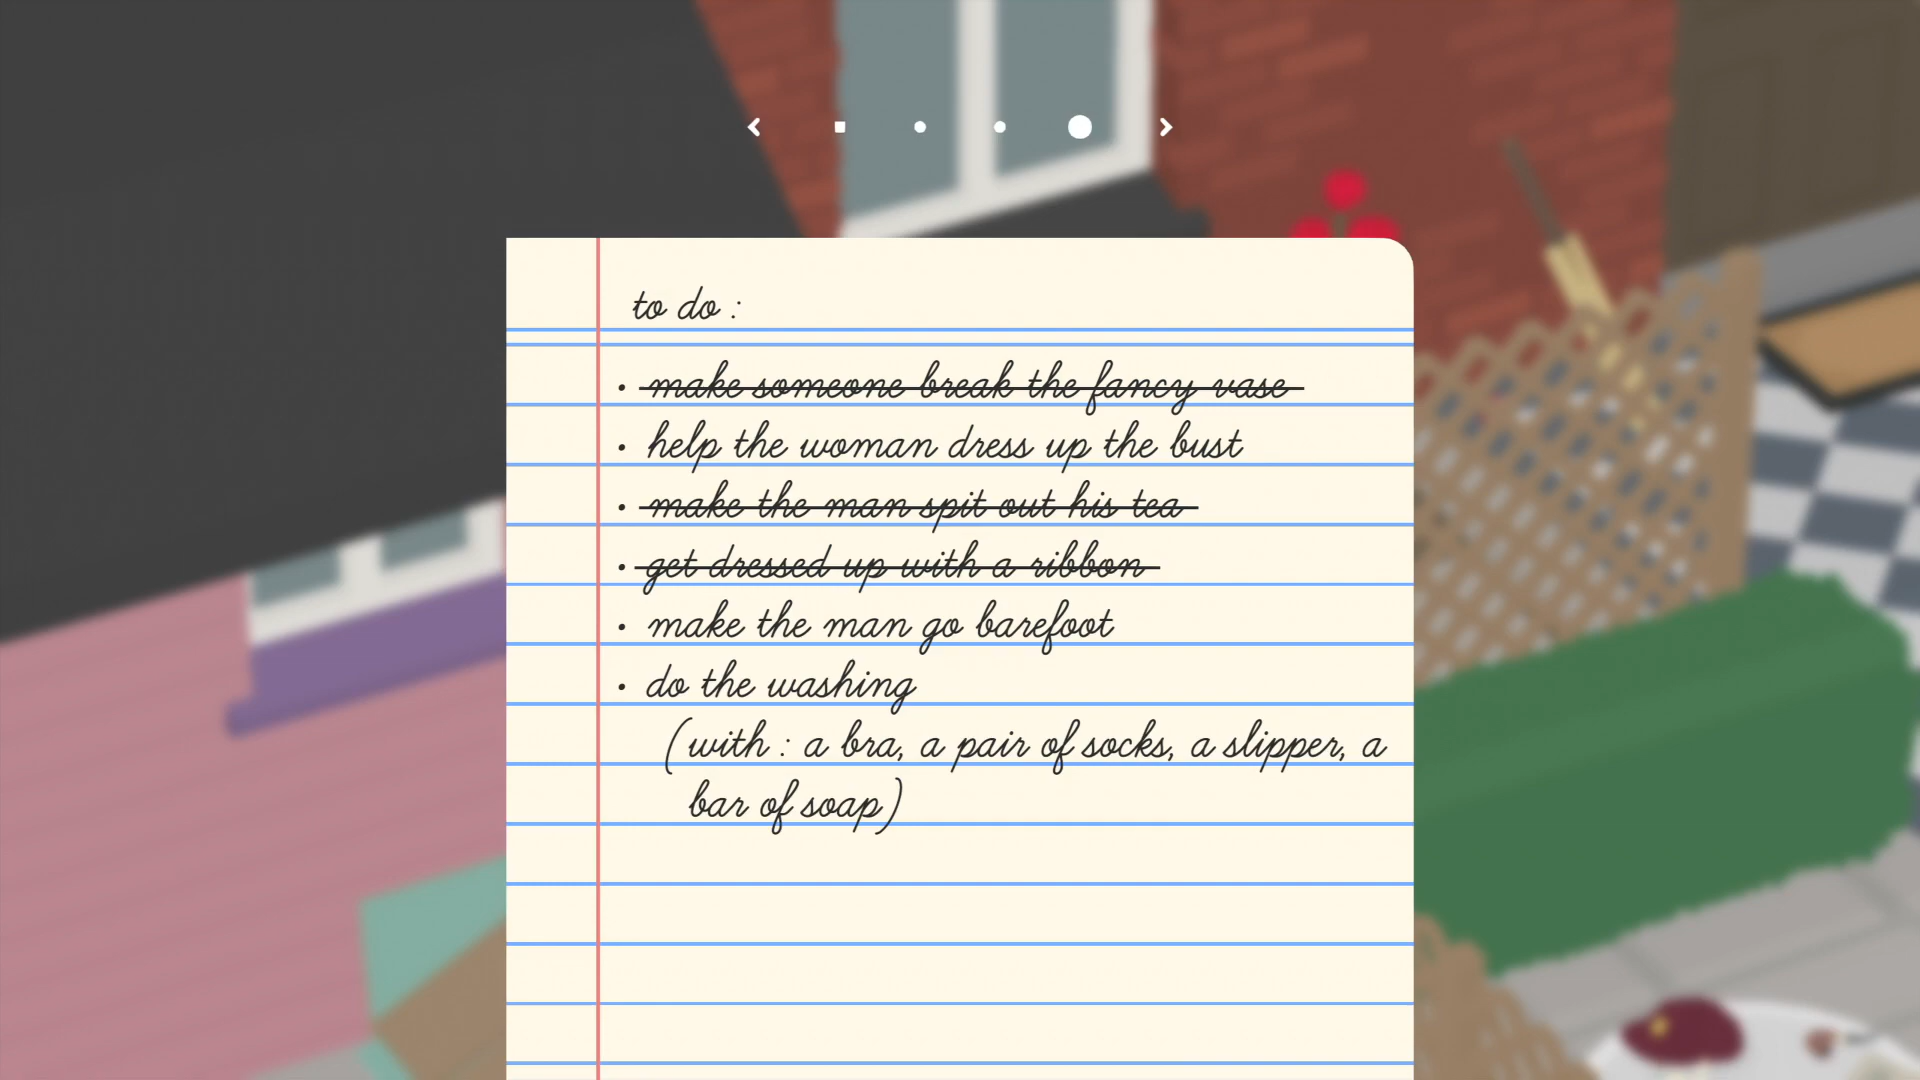 to do :
• make someone break the fancy vase
• help the woman dress up the bust
• make the man spit out his tea
• get dressed up with a ribbon
• make the man go barefoot
• do the washing
(with : a bra, a pair of socks, a slipper, a
bar of soap)